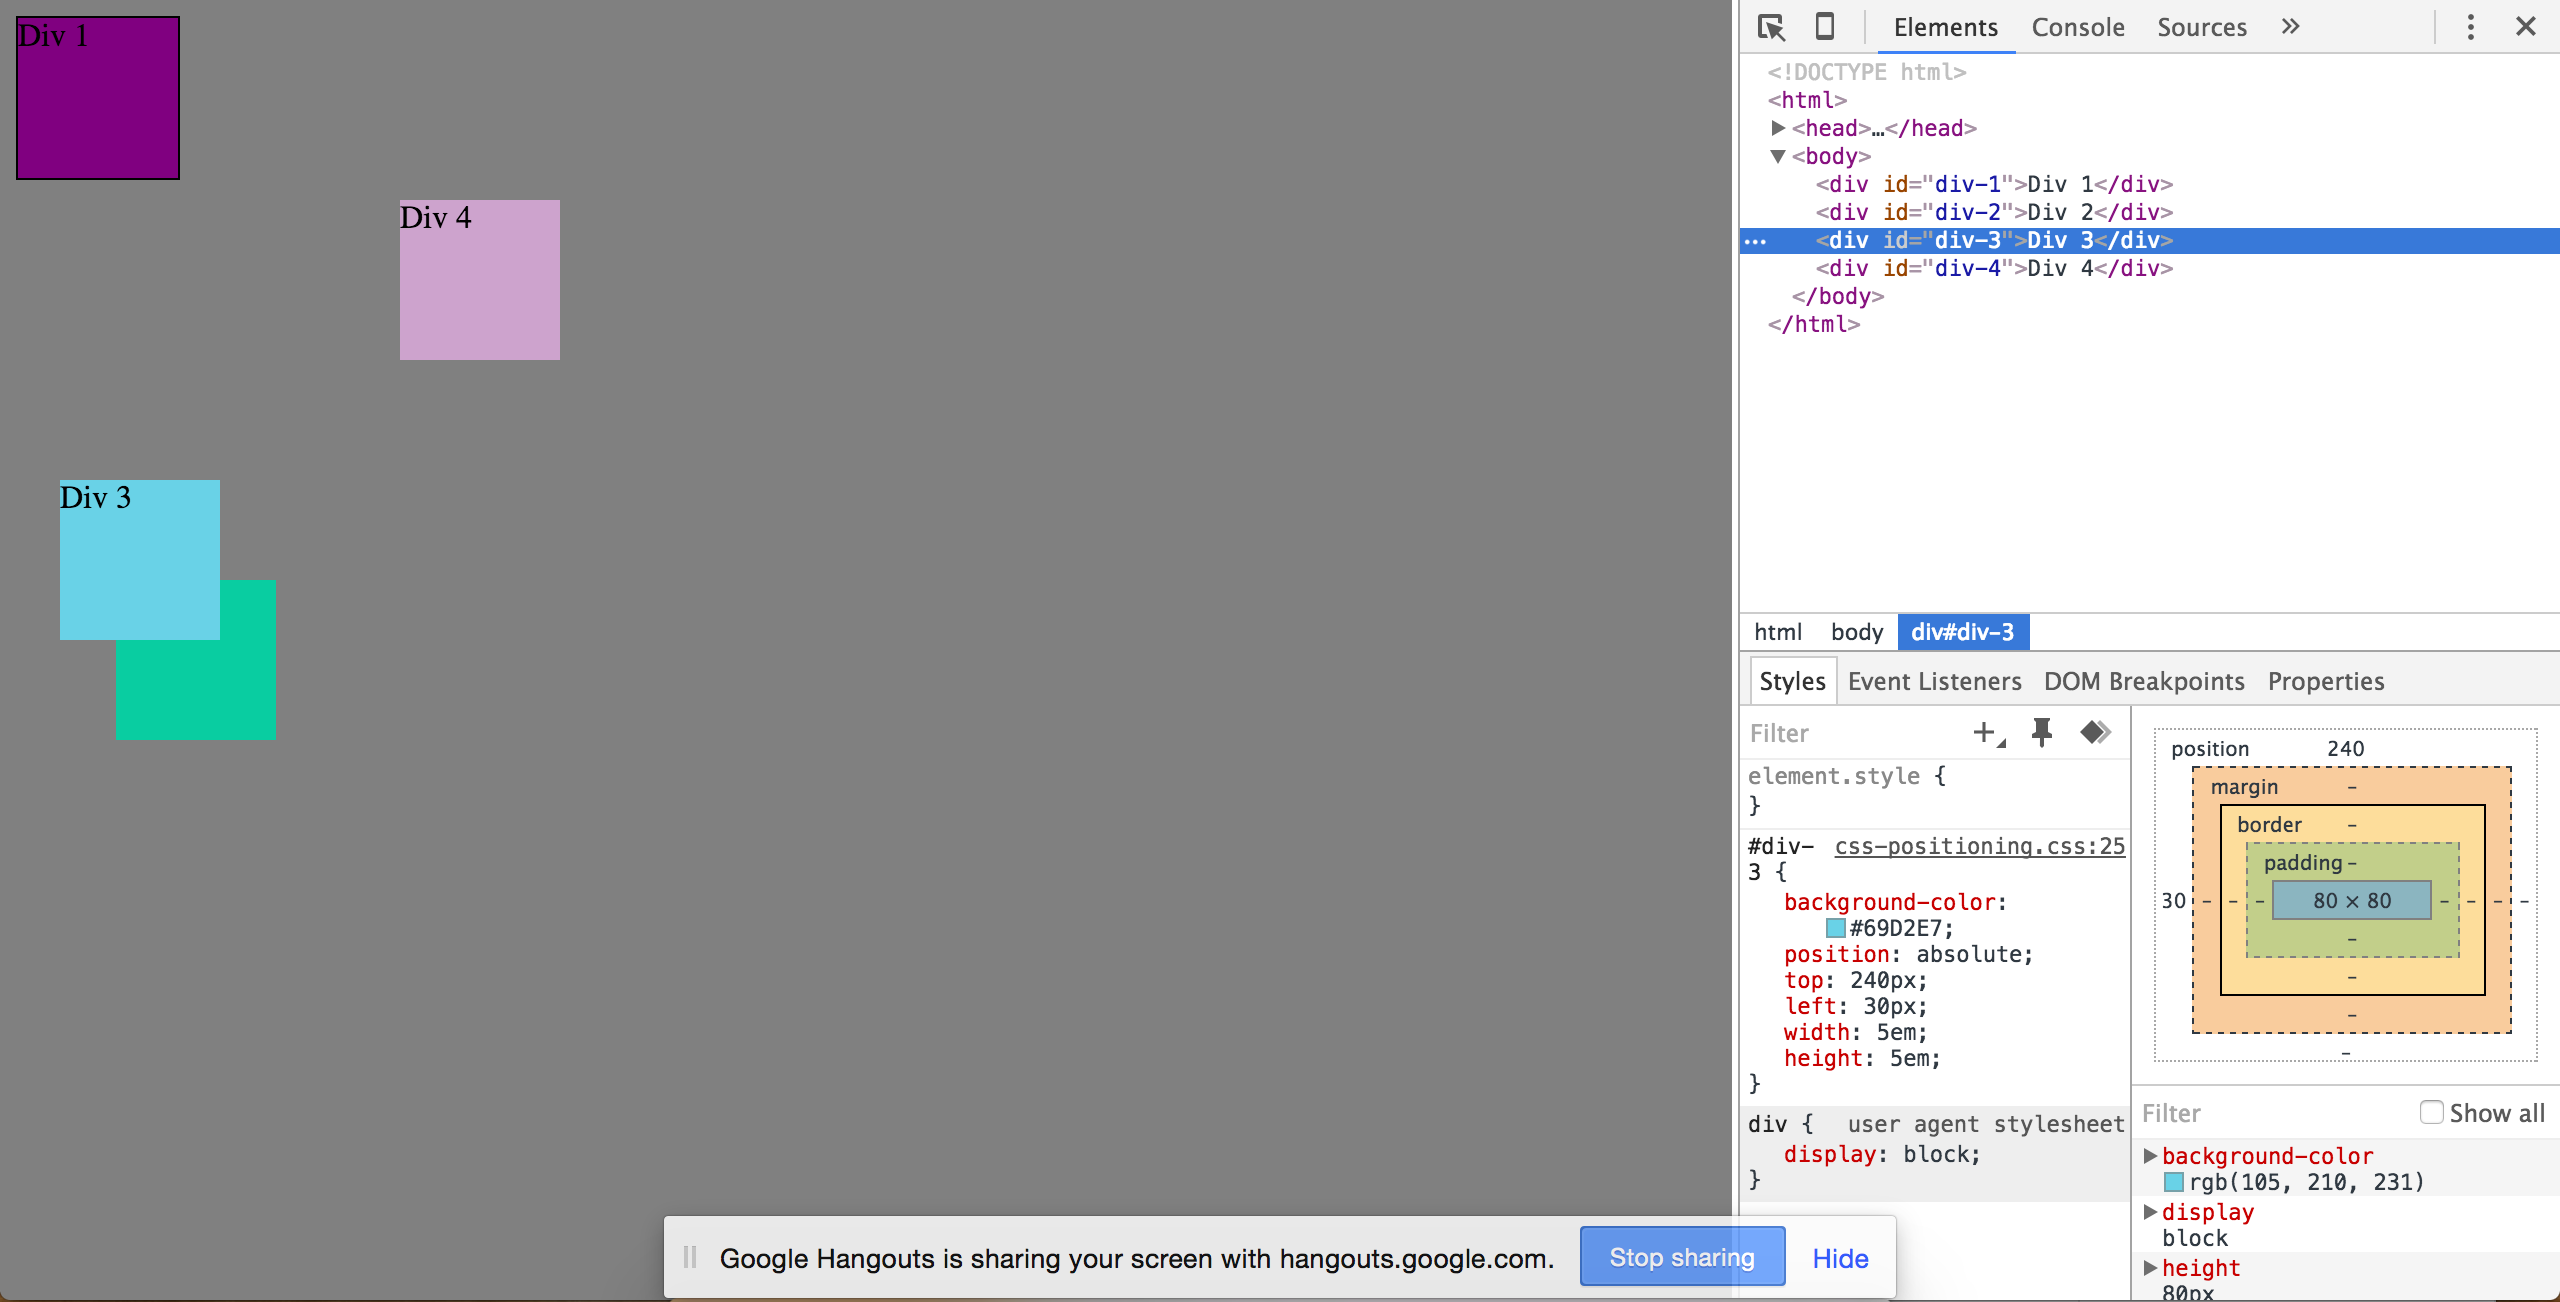 Div 1
Div 4
Div 3
Elements Console Sources »
<!DOCTYPE html>
<html>
<head>…</head>
<body>
<div id="div-1">Div 1</div>
<div id="div-2">Div 2</div>
… <div id="div-3">Div 3</div>
<div id="div-4">Div 4</div>
</body>
</html>
html body div#div-3
Styles Event Listeners DOM Breakpoints Properties
Filter
element.style {
}
#div- css-positioning.css:25
3 {
background-color:
#69D2E7;
position: absolute;
top: 240px;
left: 30px;
width: 5em;
height: 5em;
}
div { user agent stylesheet
display: block;
}
position 240
margin -
border -
padding -
30 - - - 80 × 80 - - - -
-
-
-
-
Filter Show all
background-color
rgb(105, 210, 231)
display
block
height
80px
Google Hangouts is sharing your screen with hangouts.google.com. Stop sharing Hide